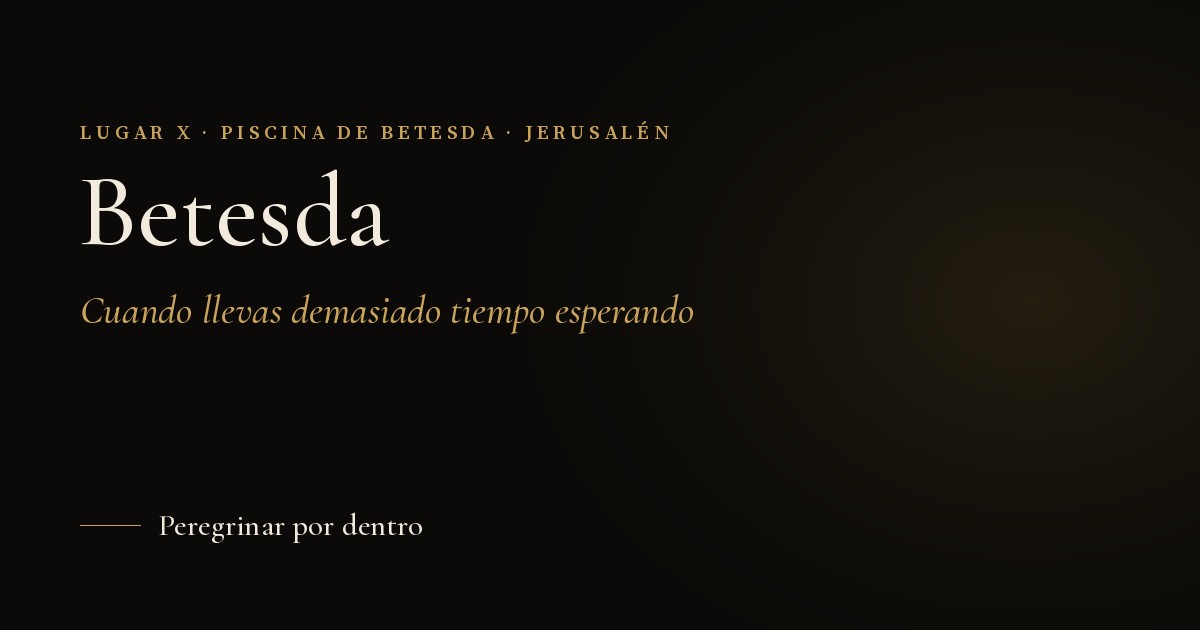 LUGAR X · PISCINA DE BETESDA · JERUSALÉN
Betesda
Cuando llevas demasiado tiempo esperando
Peregrinar por dentro